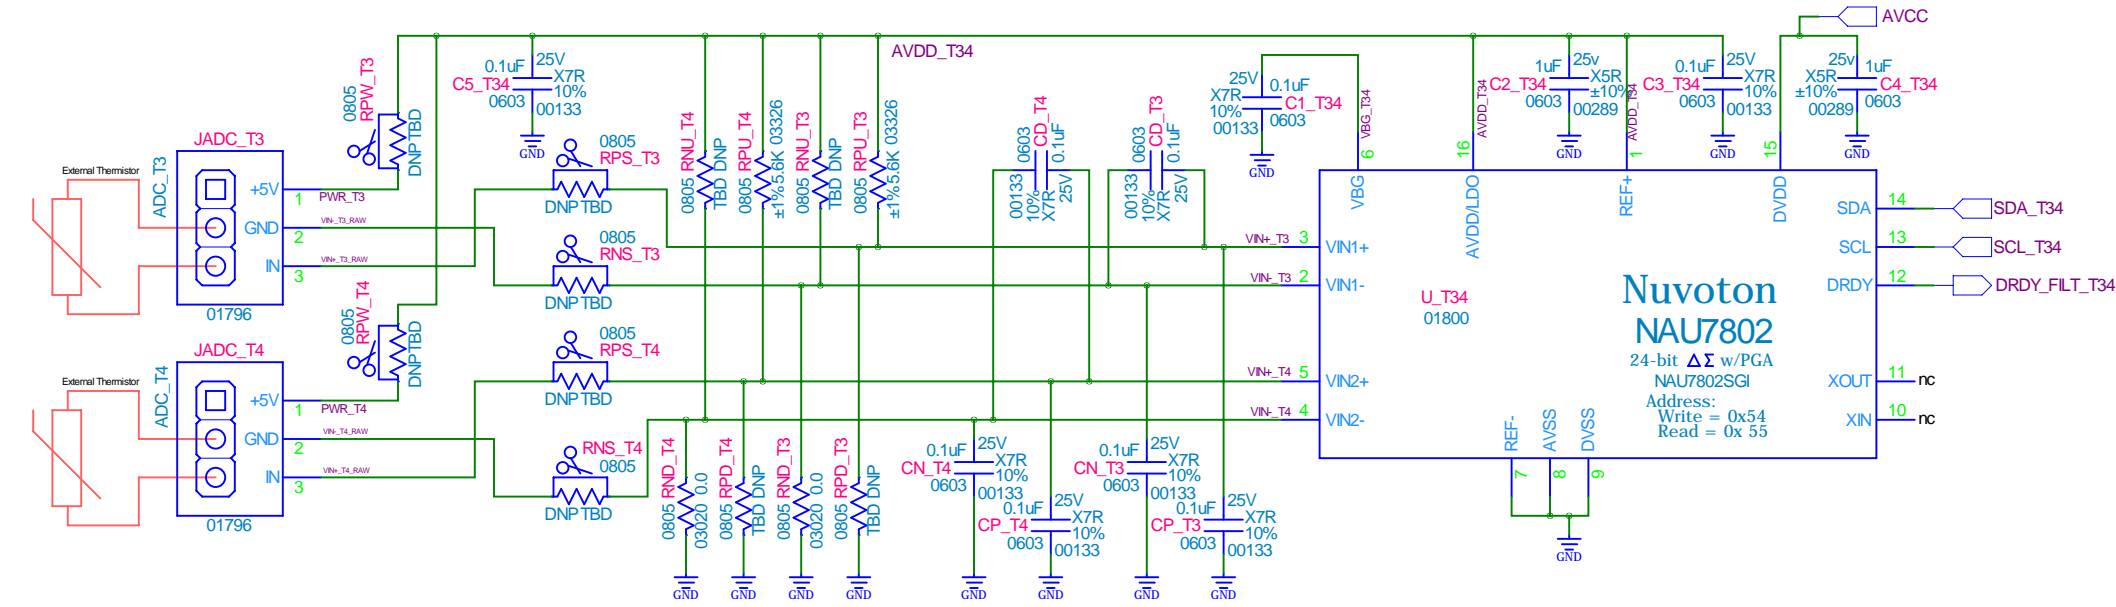 AVCC
AVDD_T34
0805
RPW_T3
DNP TBD
0.1uF
25V
X7R
C5_T34
10%
0603
00133
GND
JADC_T3
ADC_T3
External Thermistor
+5V
1
PWR_T3
GND
2
VIN-_T3_RAW
IN
3
VIN+_T3_RAW
01796
0805
RPS_T3
DNP TBD
0805
RNS_T3
DNP TBD
0805
RPW_T4
DNP TBD
JADC_T4
ADC_T4
External Thermistor
+5V
1
PWR_T4
GND
2
VIN-_T4_RAW
IN
3
VIN+_T4_RAW
01796
0805
RPS_T4
DNP TBD
RNS_T4
0805
DNP TBD
0805 RNU_T4
TBD DNP
0805 RPU_T4
±1% 5.6K 03326
0805 RNU_T3
TBD DNP
0805 RPU_T3
±1% 5.6K 03326
0805 RND_T4
03020 0.0
GND
0805 RPD_T4
TBD DNP
GND
0805 RND_T3
03020 0.0
GND
0805 RPD_T3
TBD DNP
GND
0603
CD_T4
0.1uF
00133
10%
X7R
25V
0603
CD_T3
0.1uF
00133
10%
X7R
25V
0.1uF
25V
X7R
CN_T4
10%
0603
00133
GND
0.1uF
25V
X7R
CP_T4
10%
0603
00133
GND
0.1uF
25V
X7R
CN_T3
10%
0603
00133
GND
0.1uF
25V
X7R
CP_T3
10%
0603
00133
GND
25V
0.1uF
X7R
C1_T34
10%
0603
00133
GND
VBG_T34
6
AVDD_T34
16
1uF
25v
X5R
C2_T34
±10%
0603
00289
GND
AVDD_T34
1
0.1uF
25V
X7R
C3_T34
10%
0603
00133
GND
15
25v
1uF
X5R
C4_T34
±10%
0603
00289
GND
VBG
AVDD/LDO
REF+
DVDD
VIN+_T3
3
VIN1+
VIN-_T3
2
VIN1-
VIN+_T4
5
VIN2+
VIN-_T4
4
VIN2-
U_T34
01800
Nuvoton
NAU7802
24-bit ΔΣ w/PGA
NAU7802SGI
Address:
Write = 0x54
Read = 0x 55
SDA
14
SDA_T34
SCL
13
SCL_T34
DRDY
12
DRDY_FILT_T34
XOUT
11
nc
XIN
10
nc
REF-
AVSS
DVSS
7
8
9
GND